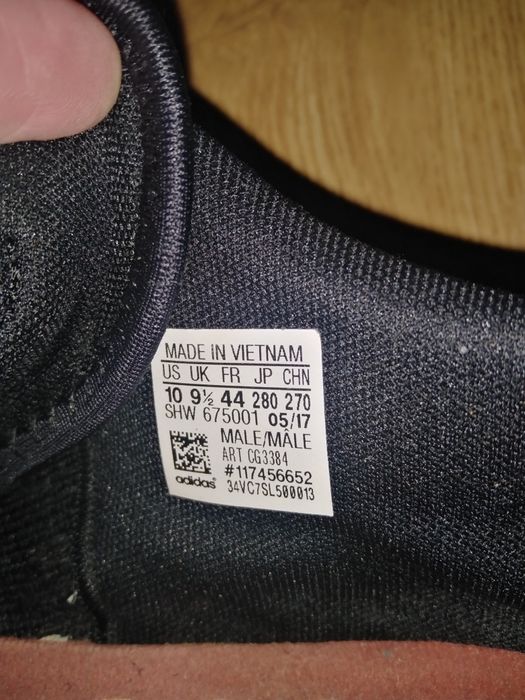 MADE IN VIETNAM
US UK FR JP CHN
10 9½ 44 280 270
SHW 675001 05/17
MALE/MÂLE
ART CG3384
#117456652
adidas® 34VC7SL500013